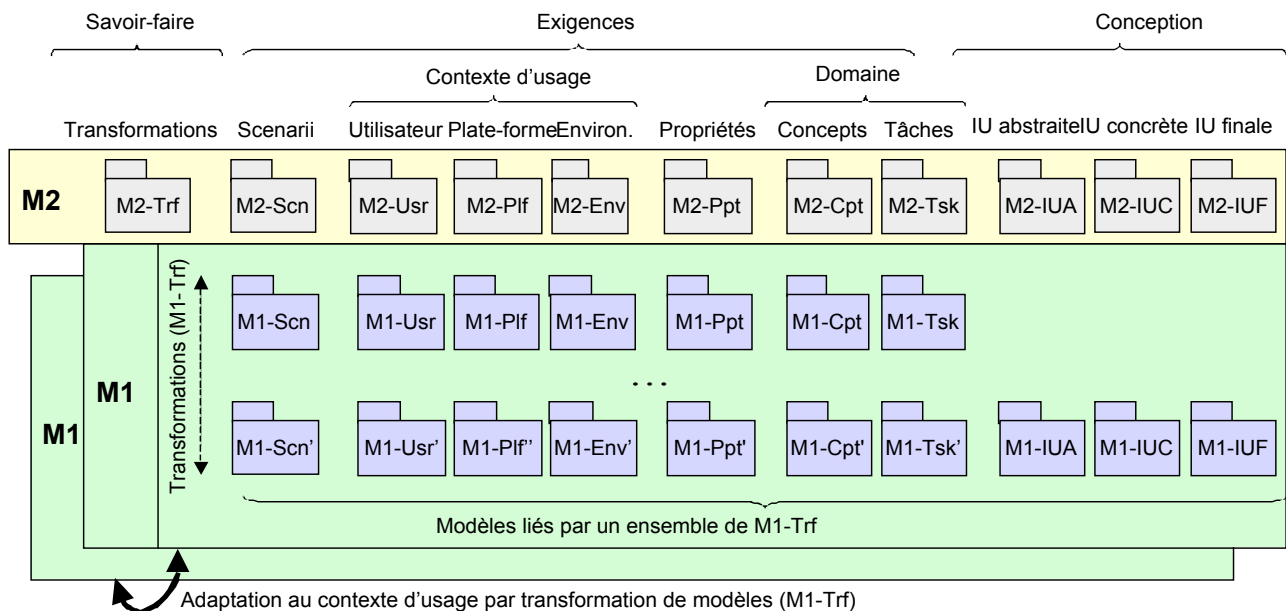 Savoir-faire Exigences Conception
Contexte d’usage Domaine
Transformations Scenarii Utilisateur Plate-forme Environ. Propriétés Concepts Tâches IU abstraite IU concrète IU finale
M2 M2-Trf M2-Scn M2-Usr M2-Plf M2-Env M2-Ppt M2-Cpt M2-Tsk M2-IUA M2-IUC M2-IUF
Transformations (M1-Trf)
M1-Scn M1-Usr M1-Plf M1-Env M1-Ppt M1-Cpt M1-Tsk
M1
...
M1
M1-Scn’ M1-Usr’ M1-Plf’’ M1-Env’ M1-Ppt' M1-Cpt' M1-Tsk’ M1-IUA M1-IUC M1-IUF
Modèles liés par un ensemble de M1-Trf
Adaptation au contexte d’usage par transformation de modèles (M1-Trf)